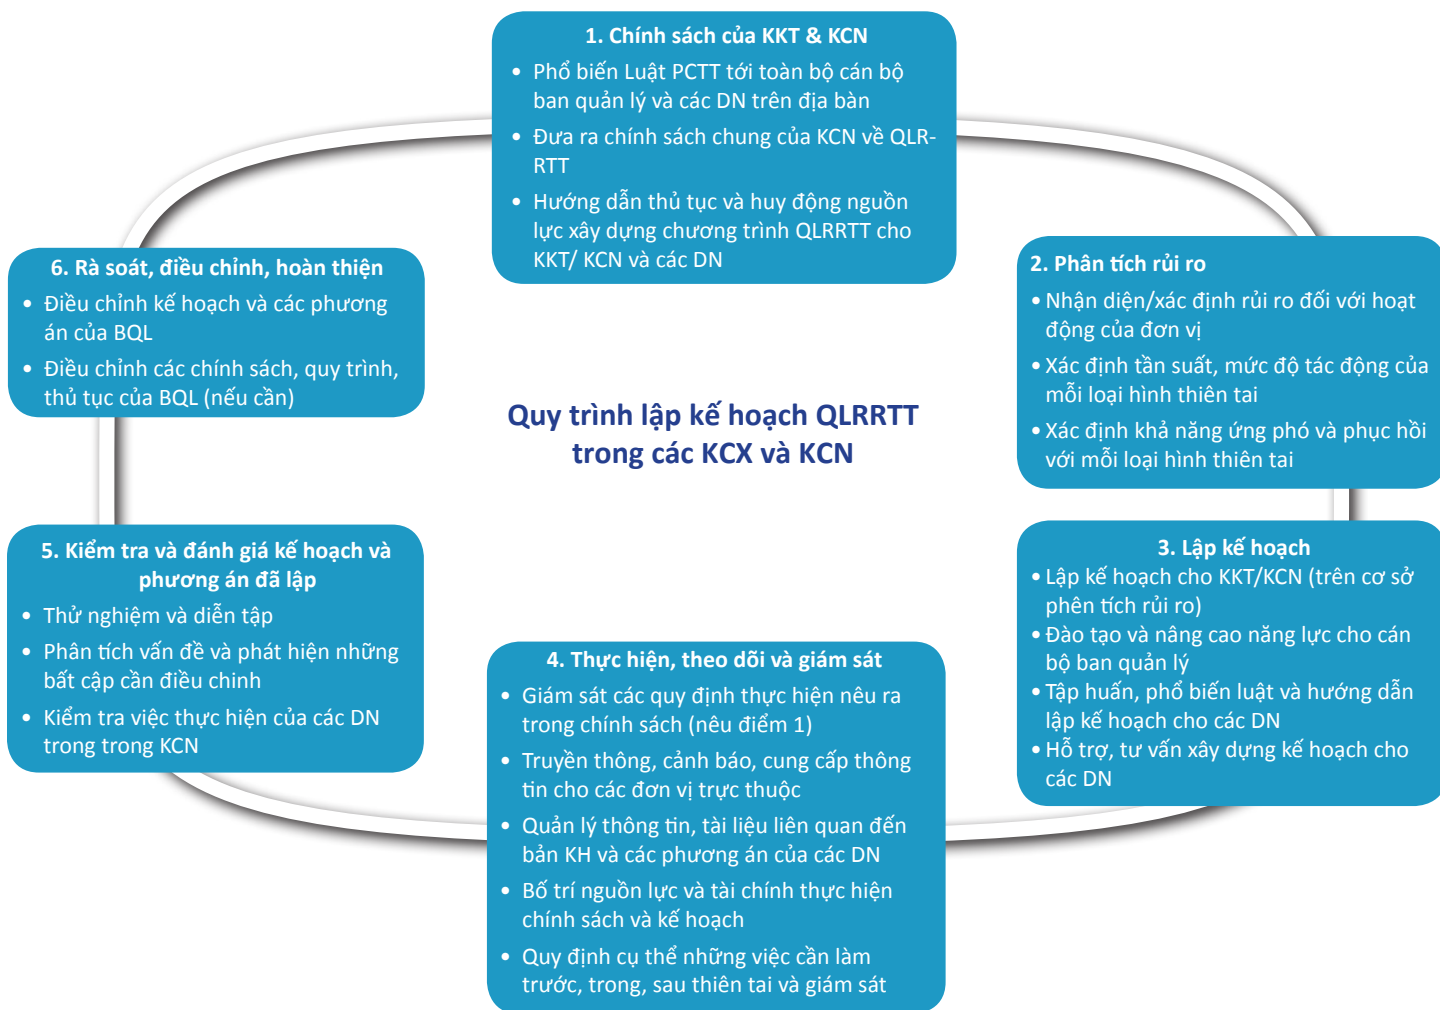 1. Chính sách của KKT & KCN
• Phổ biến Luật PCTT tới toàn bộ cán bộ
ban quản lý và các DN trên địa bàn
• Đưa ra chính sách chung của KCN về QLR-
RTT
• Hướng dẫn thủ tục và huy động nguồn
lực xây dựng chương trình QLRRTT cho
KKT/ KCN và các DN
2. Phân tích rủi ro
• Nhận diện/xác định rủi ro đối với hoạt
động của đơn vị
• Xác định tần suất, mức độ tác động của
mỗi loại hình thiên tai
• Xác định khả năng ứng phó và phục hồi
với mỗi loại hình thiên tai
3. Lập kế hoạch
• Lập kế hoạch cho KKT/KCN (trên cơ sở
phên tích rủi ro)
• Đào tạo và nâng cao năng lực cho cán
bộ ban quản lý
• Tập huấn, phổ biến luật và hướng dẫn
lập kế hoạch cho các DN
• Hỗ trợ, tư vấn xây dựng kế hoạch cho
các DN
4. Thực hiện, theo dõi và giám sát
• Giám sát các quy định thực hiện nêu ra
trong chính sách (nêu điểm 1)
• Truyền thông, cảnh báo, cung cấp thông
tin cho các đơn vị trực thuộc
• Quản lý thông tin, tài liệu liên quan đến
bản KH và các phương án của các DN
• Bố trí nguồn lực và tài chính thực hiện
chính sách và kế hoạch
• Quy định cụ thể những việc cần làm
trước, trong, sau thiên tai và giám sát
5. Kiểm tra và đánh giá kế hoạch và
phương án đã lập
• Thử nghiệm và diễn tập
• Phân tích vấn đề và phát hiện những
bất cập cần điều chinh
• Kiểm tra việc thực hiện của các DN
trong trong KCN
6. Rà soát, điều chỉnh, hoàn thiện
• Điều chỉnh kế hoạch và các phương
án của BQL
• Điều chỉnh các chính sách, quy trình,
thủ tục của BQL (nếu cần)
Quy trình lập kế hoạch QLRRTT
trong các KCX và KCN